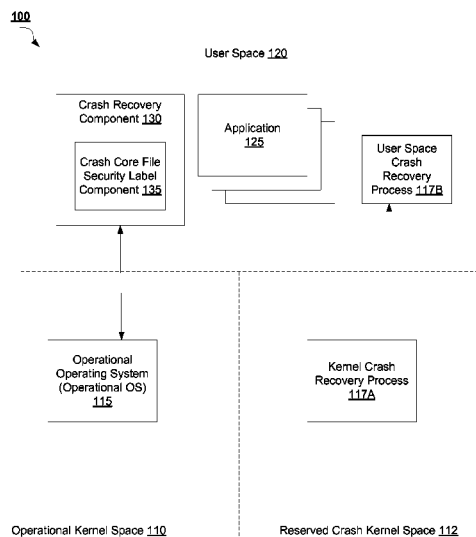 100
User Space 120
Crash Recovery
Component 130
Crash Core File
Security Label
Component 135
Application
125
User Space
Crash
Recovery
Process 117B
Operational
Operating System
(Operational OS)
115
Kernel Crash
Recovery Process
117A
Operational Kernel Space 110
Reserved Crash Kernel Space 112